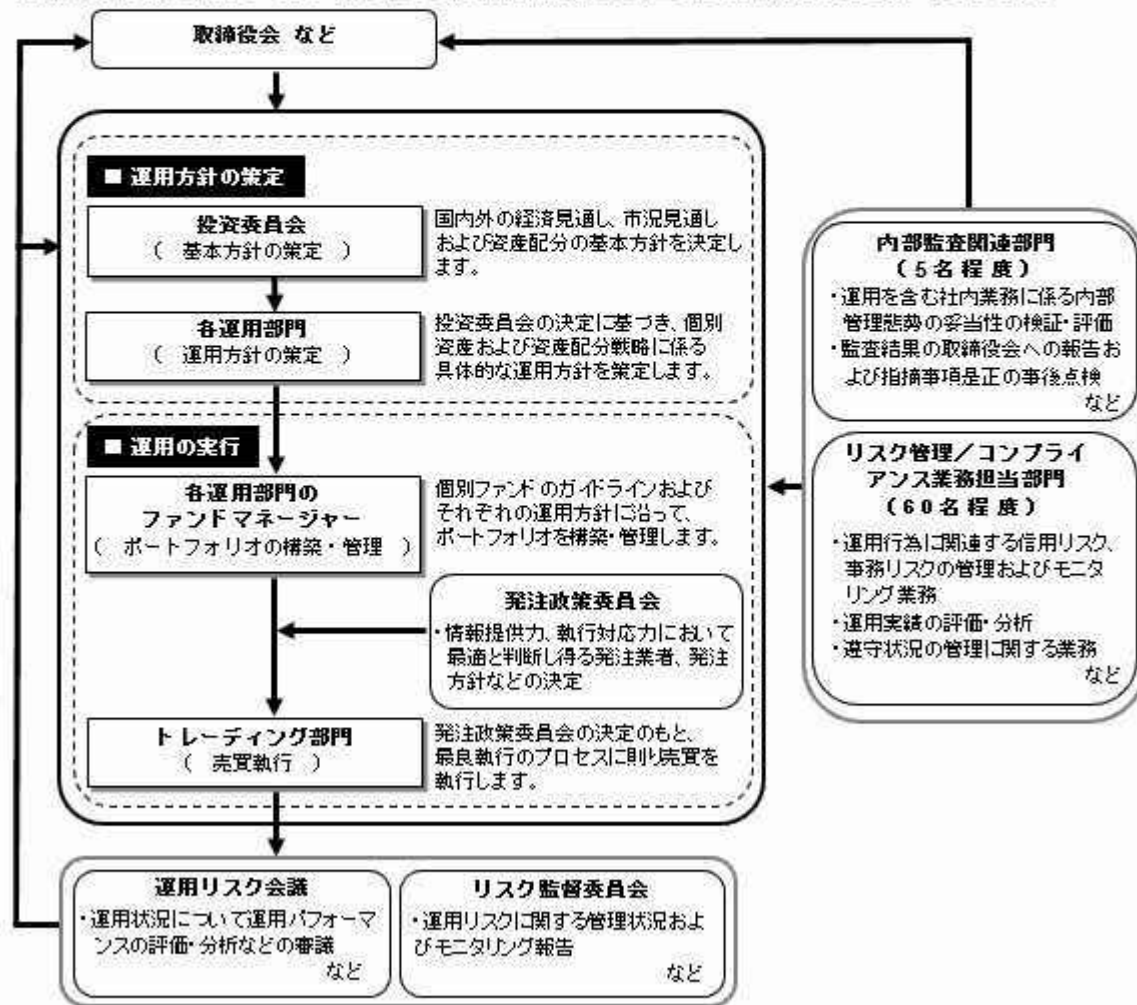 取締役会 など
■ 運用方針の策定
投資委員会
( 基本方針の策定 )
国内外の経済見通し、市況見通し
および資産配分の基本方針を決定し
ます。
各運用部門
( 運用方針の策定 )
投資委員会の決定に基づき、個別
資産および資産配分戦略に係る
具体的な運用方針を策定します。
■ 運用の実行
各運用部門の
ファンドマネージャー
( ポートフォリオの構築・管理 )
個別ファンドのガイドラインおよび
それぞれの運用方針に沿って、
ポートフォリオを構築・管理します。
発注政策委員会
・情報提供力、執行対応力において
最適と判断し得る発注業者、発注
方針などの決定
トレーディング部門
( 売買執行 )
発注政策委員会の決定のもと、
最良執行のプロセスに則り売買を
執行します。
内部監査関連部門
(5名程度)
・運用を含む社内業務に係る内部
管理態勢の妥当性の検証・評価
・監査結果の取締役会への報告お
よび指摘事項是正の事後点検
など
リスク管理/コンプライ
アンス業務担当部門
(60名程度)
・運用行為に関連する信用リスク、
事務リスクの管理およびモニタ
リング業務
・運用実績の評価・分析
・遵守状況の管理に関する業務
など
運用リスク会議
・運用状況について運用パフォーマ
ンスの評価・分析などの審議
など
リスク監督委員会
・運用リスクに関する管理状況およ
びモニタリング報告
など